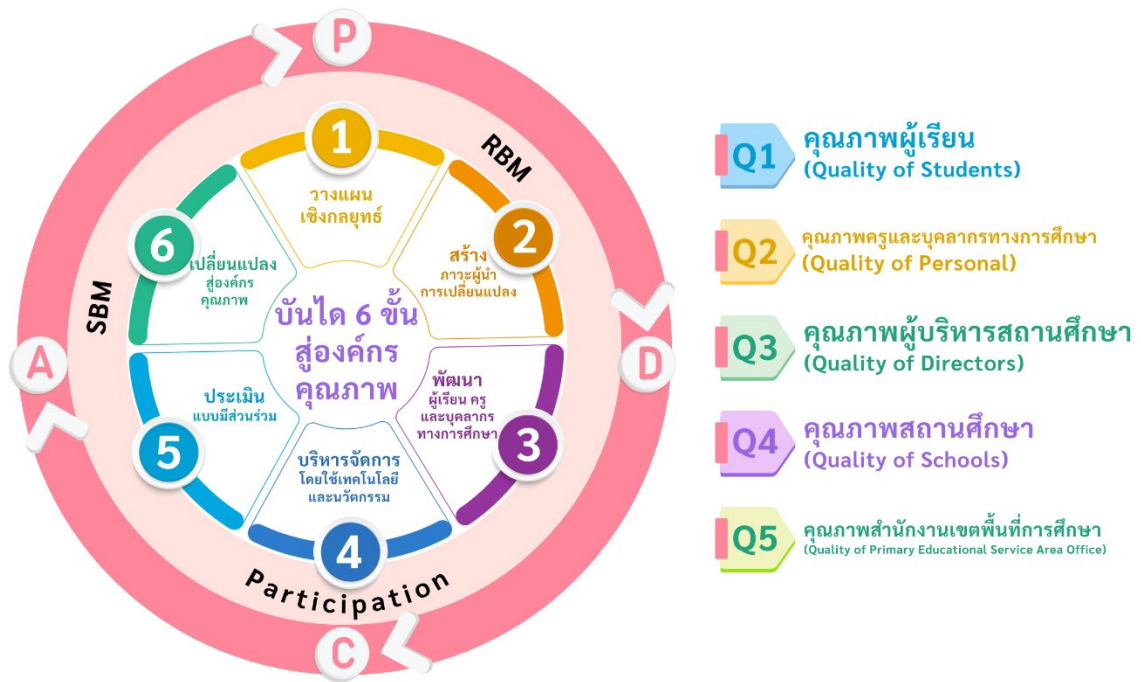 P
RBM
D
Participation
C
A
SBM
บันได 6 ขั้น
สู่องค์กร
คุณภาพ
1
วางแผน
เชิงกลยุทธ์
2
สร้าง
ภาวะผู้นำ
การเปลี่ยนแปลง
3
พัฒนา
ผู้เรียน ครู
และบุคลากร
ทางการศึกษา
4
บริหารจัดการ
โดยใช้เทคโนโลยี
และนวัตกรรม
5
ประเมิน
แบบมีส่วนร่วม
6
เปลี่ยนแปลง
สู่องค์กร
คุณภาพ
Q1
คุณภาพผู้เรียน
(Quality of Students)
Q2
คุณภาพครูและบุคลากรทางการศึกษา
(Quality of Personal)
Q3
คุณภาพผู้บริหารสถานศึกษา
(Quality of Directors)
Q4
คุณภาพสถานศึกษา
(Quality of Schools)
Q5
คุณภาพสำนักงานเขตพื้นที่การศึกษา
(Quality of Primary Educational Service Area Office)